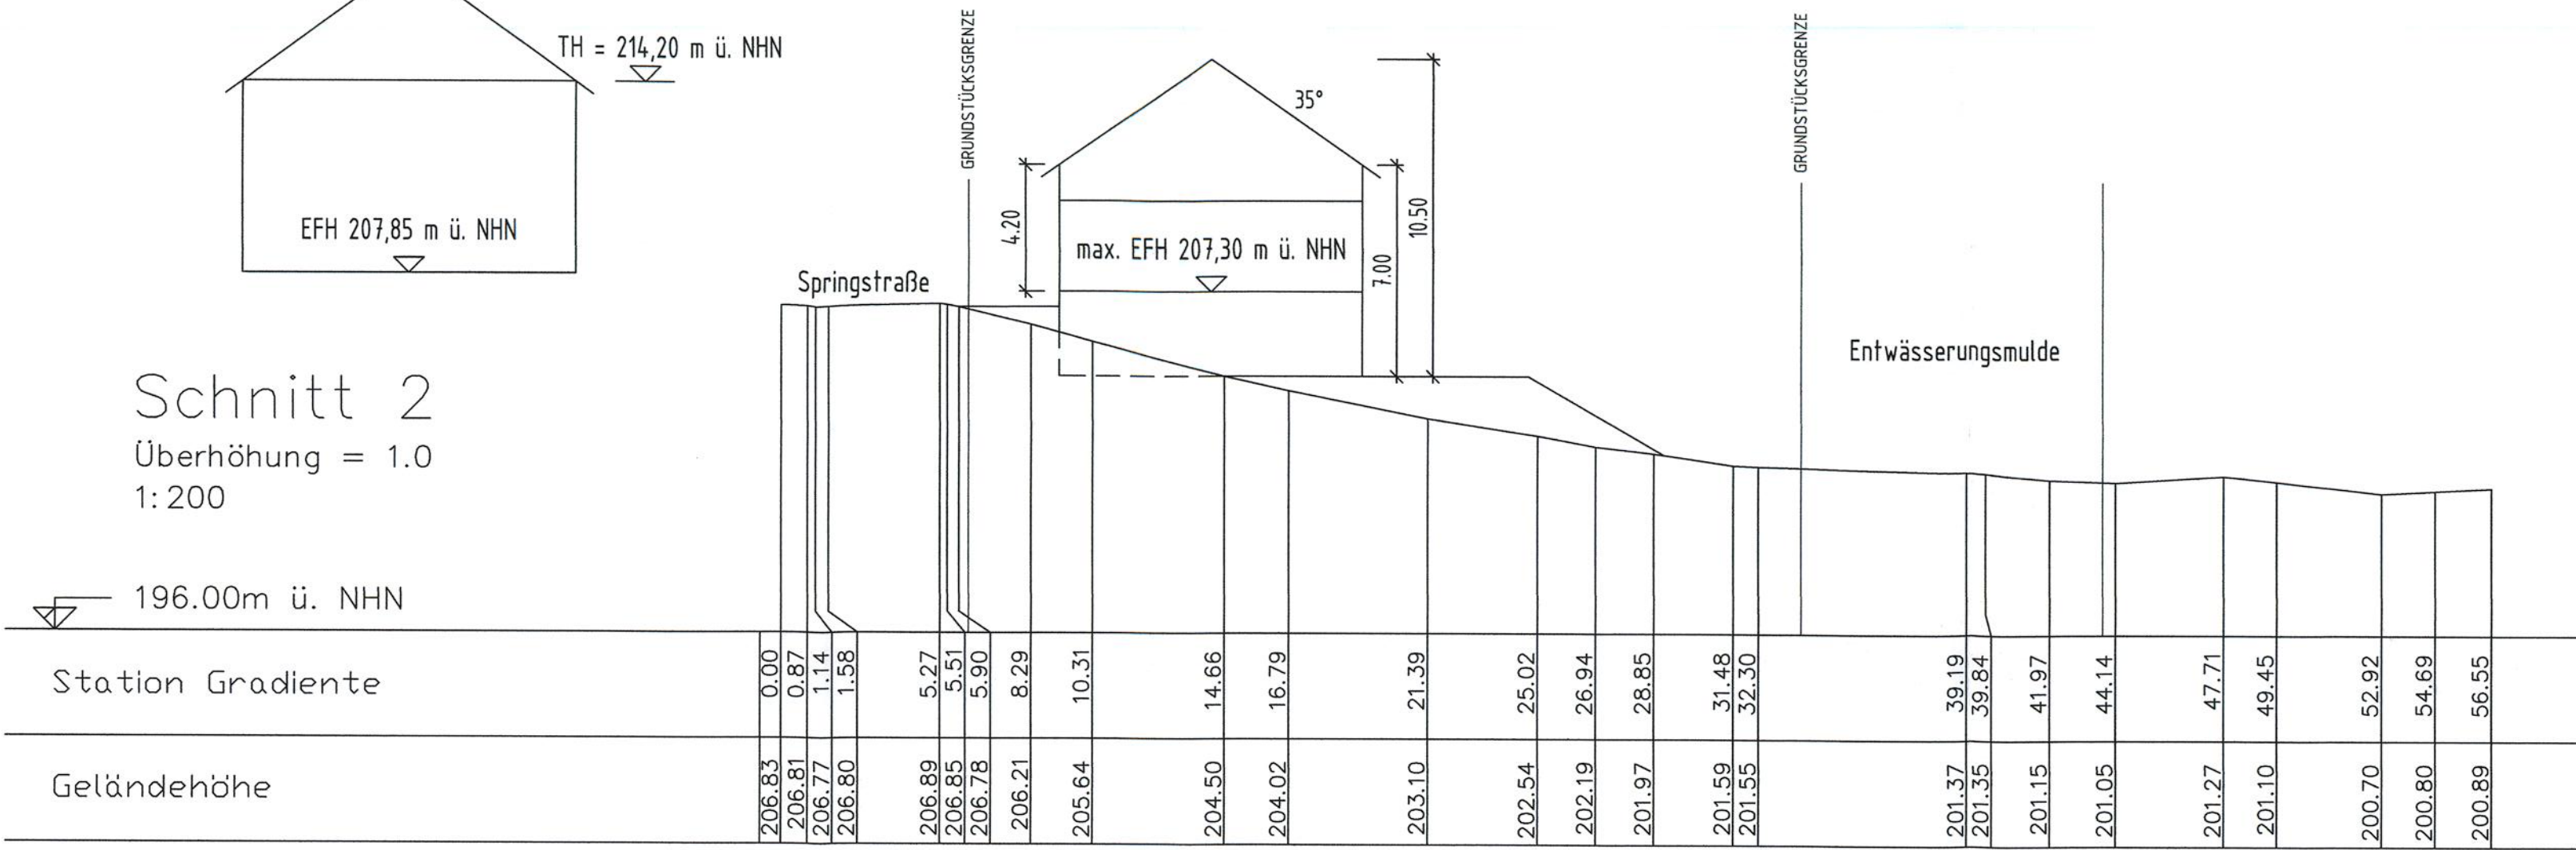 TH = 214,20 m ü. NHN
EFH 207,85 m ü. NHN
GRUNDSTÜCKSGRENZE
35°
4.20
10.50
7.00
max. EFH 207,30 m ü. NHN
GRUNDSTÜCKSGRENZE
Springstraße
Entwässerungsmulde
Schnitt 2
Überhöhung = 1.0
1:200
196.00m ü. NHN
Station Gradiente 0.00 0.87 1.14 1.58 5.27 5.51 5.90 8.29 10.31 14.66 16.79 21.39 25.02 26.94 28.85 31.48 32.30 39.19 39.84 41.97 44.14 47.71 49.45 52.92 54.69 56.55
Geländehöhe 206.83 206.81 206.77 206.80 206.89 206.85 206.78 206.21 205.64 204.50 204.02 203.10 202.54 202.19 201.97 201.59 201.55 201.37 201.35 201.15 201.05 201.27 201.10 200.70 200.80 200.89